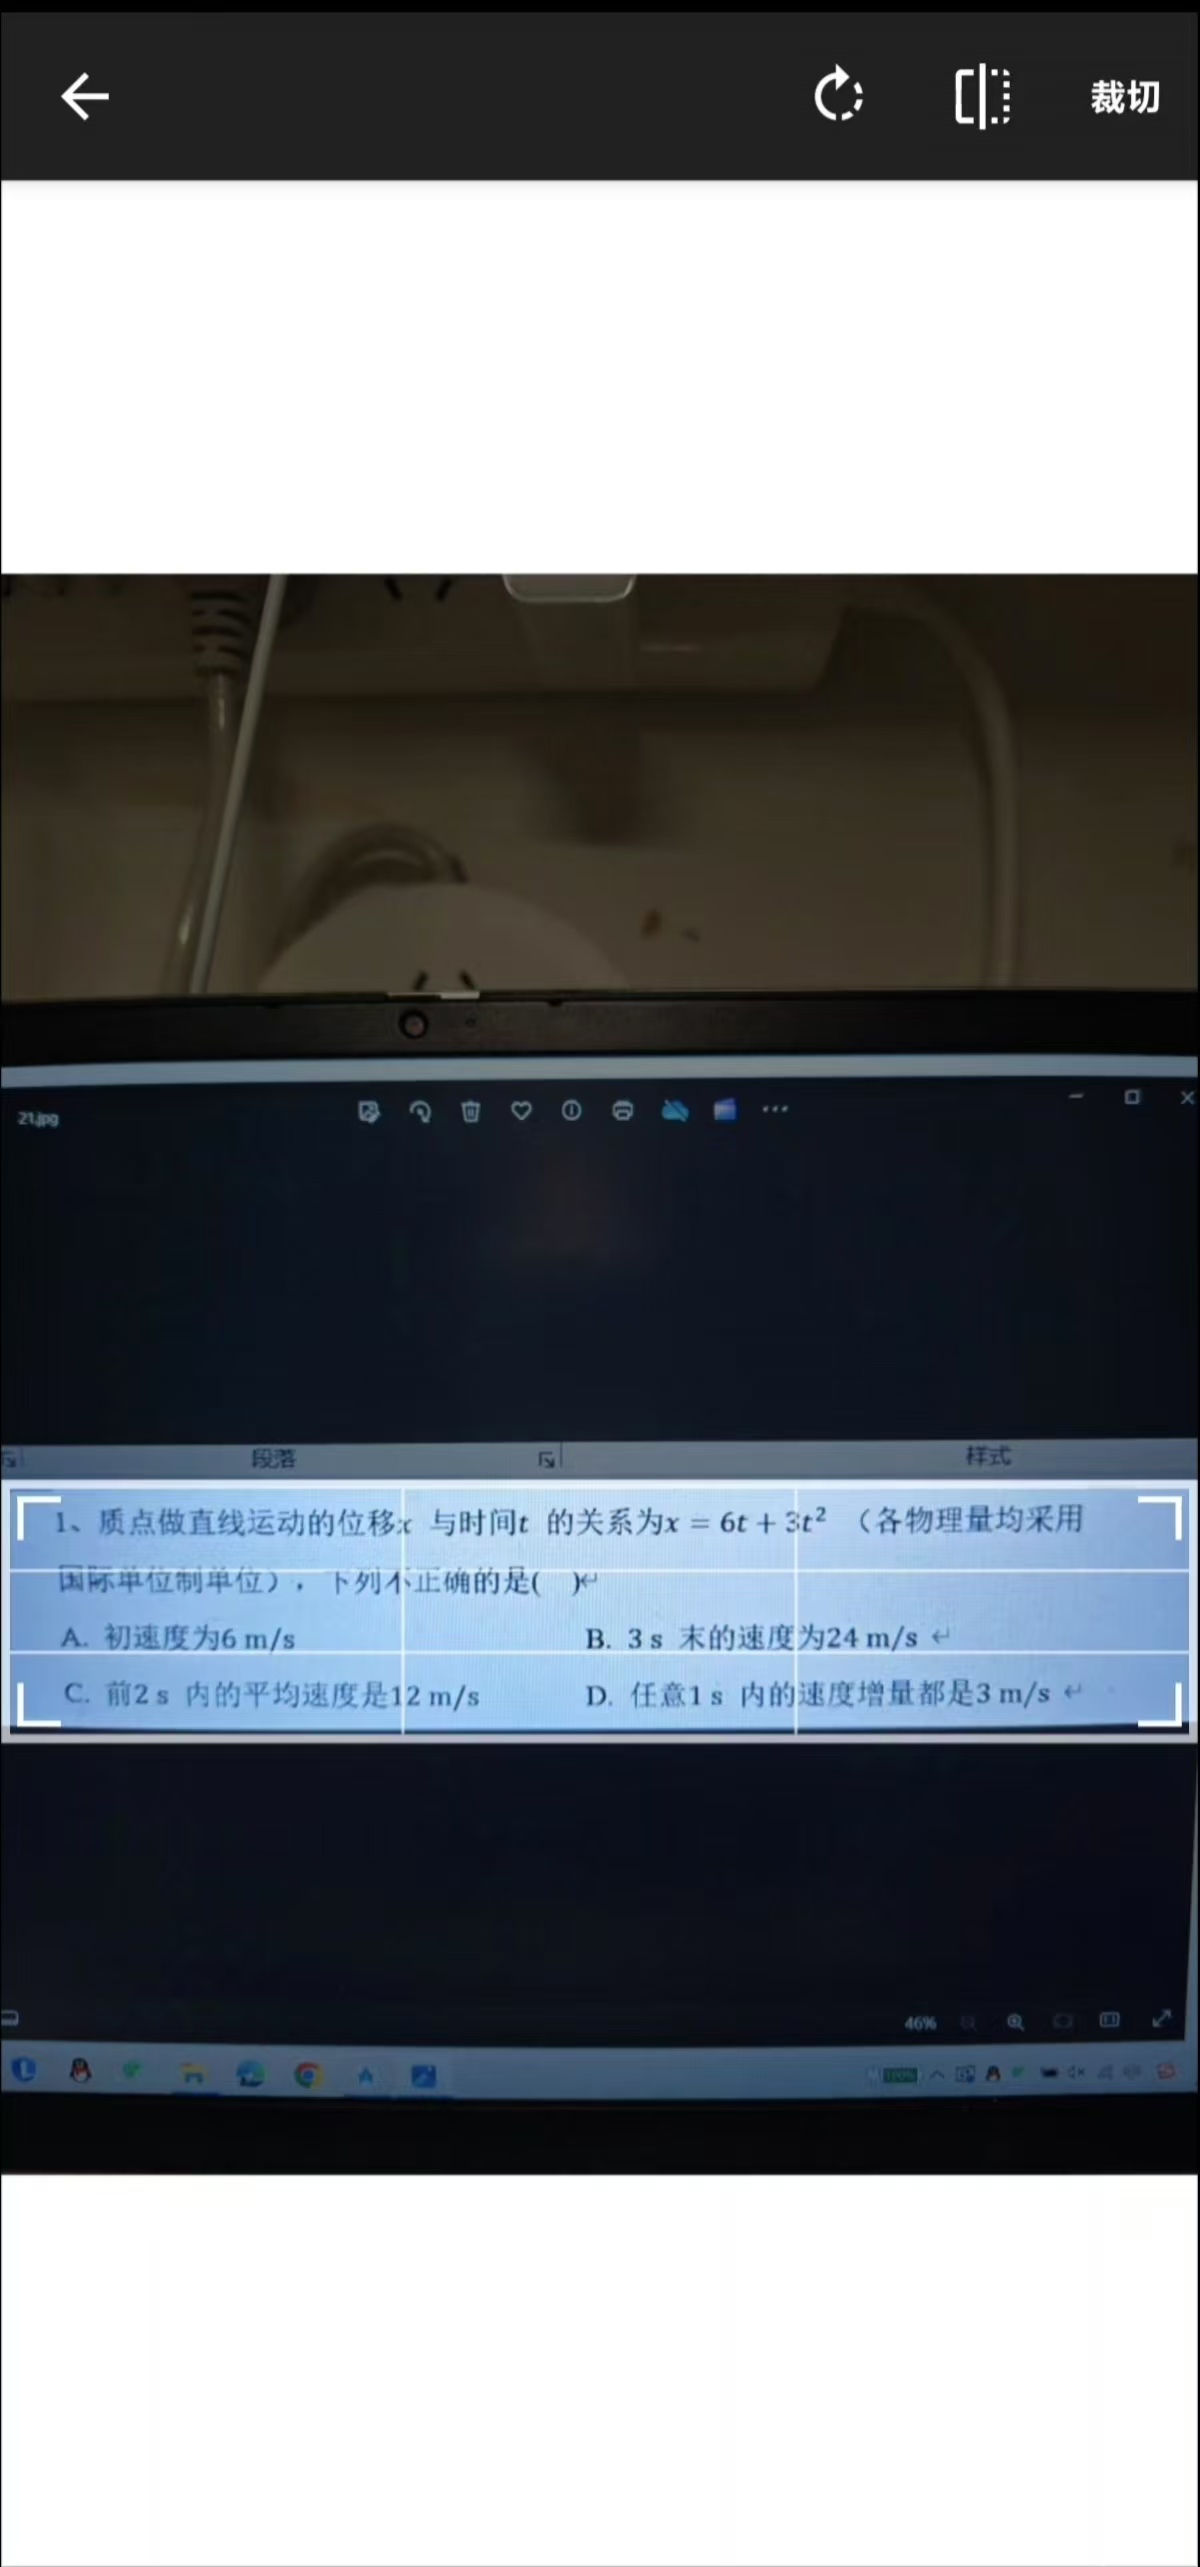 裁切
21.jpg
段落 样式
1、质点做直线运动的位移x 与时间t 的关系为x = 6t + 3t² （各物理量均采用
国际单位制单位），下列不正确的是( )↵
A. 初速度为6 m/s B. 3 s 末的速度为24 m/s ↵
C. 前2 s 内的平均速度是12 m/s D. 任意1 s 内的速度增量都是3 m/s ↵
46%
100%